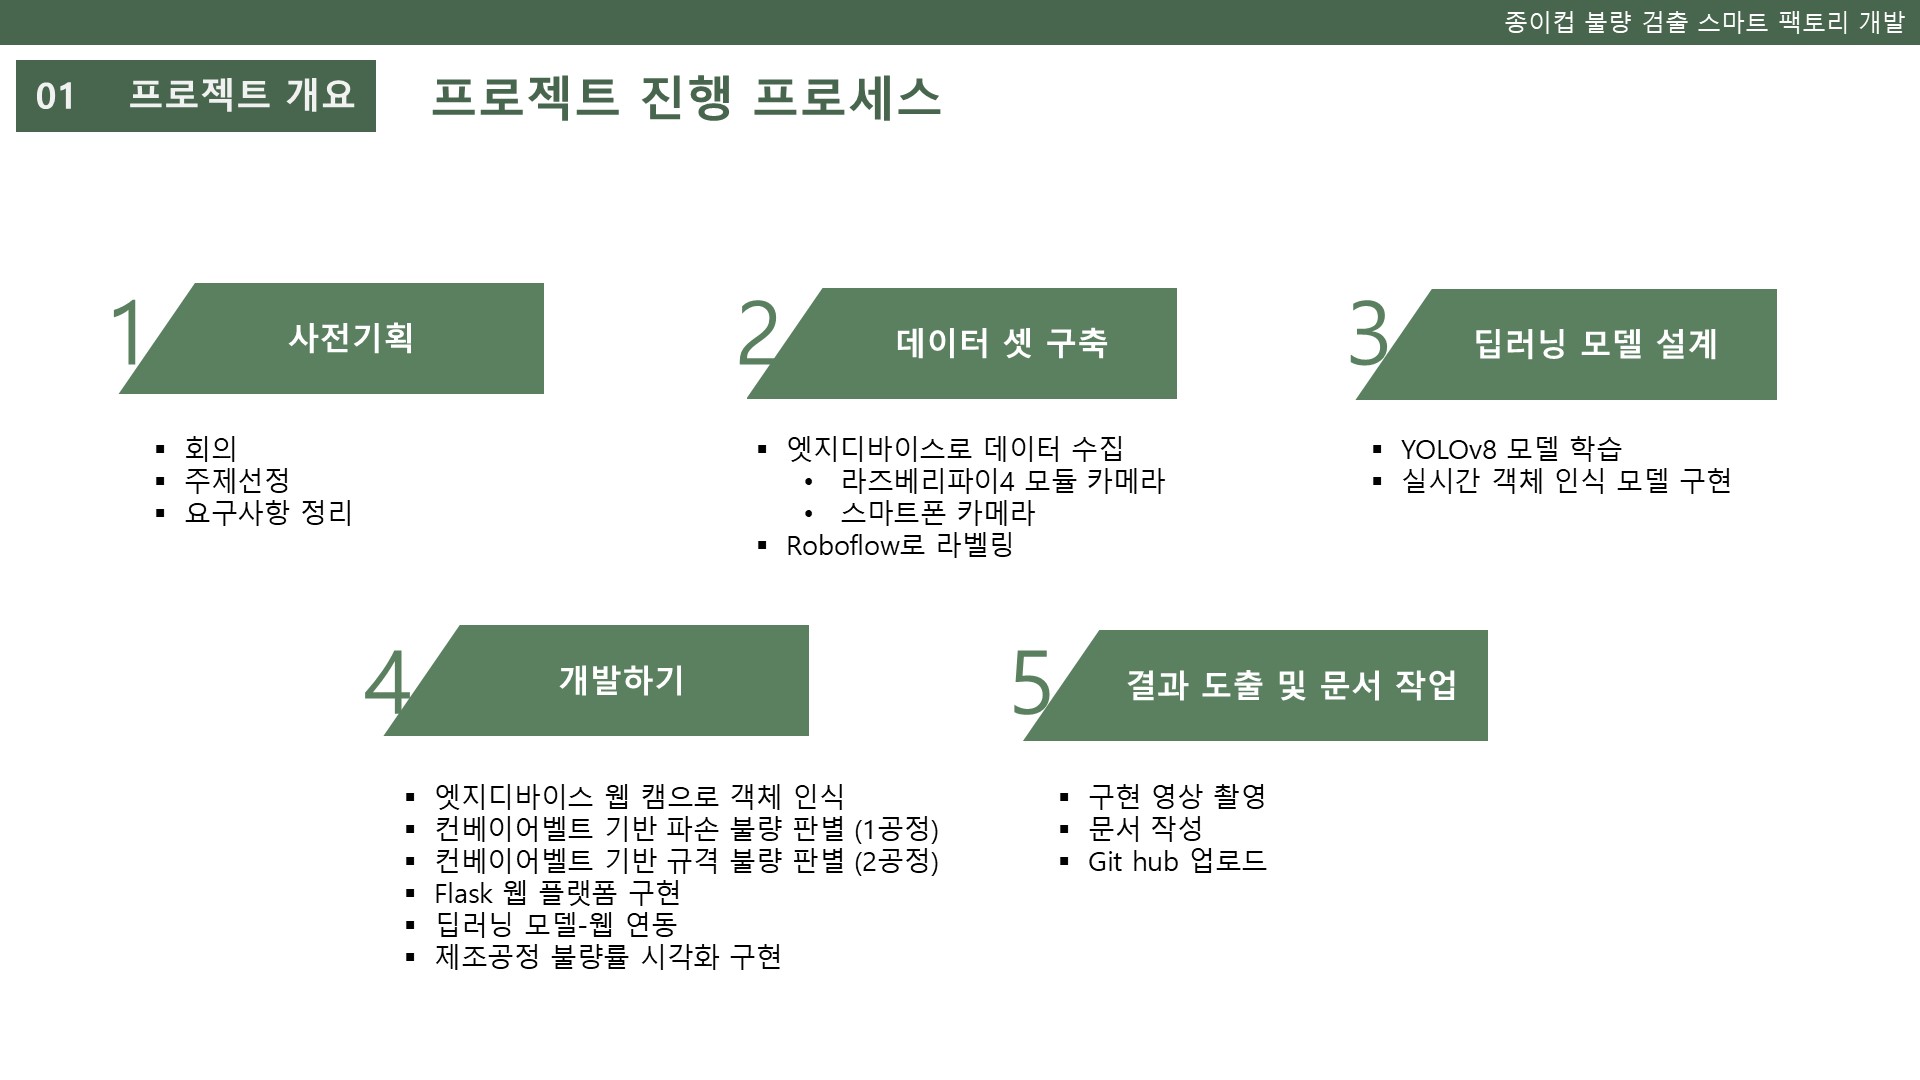 종이컵 불량 검출 스마트 팩토리 개발
01 프로젝트 개요
프로젝트 진행 프로세스
1 사전기획
▪ 회의
▪ 주제선정
▪ 요구사항 정리
2 데이터 셋 구축
▪ 엣지디바이스로 데이터 수집
• 라즈베리파이4 모듈 카메라
• 스마트폰 카메라
▪ Roboflow로 라벨링
3 딥러닝 모델 설계
▪ YOLOv8 모델 학습
▪ 실시간 객체 인식 모델 구현
4 개발하기
▪ 엣지디바이스 웹 캠으로 객체 인식
▪ 컨베이어벨트 기반 파손 불량 판별 (1공정)
▪ 컨베이어벨트 기반 규격 불량 판별 (2공정)
▪ Flask 웹 플랫폼 구현
▪ 딥러닝 모델-웹 연동
▪ 제조공정 불량률 시각화 구현
5 결과 도출 및 문서 작업
▪ 구현 영상 촬영
▪ 문서 작성
▪ Git hub 업로드